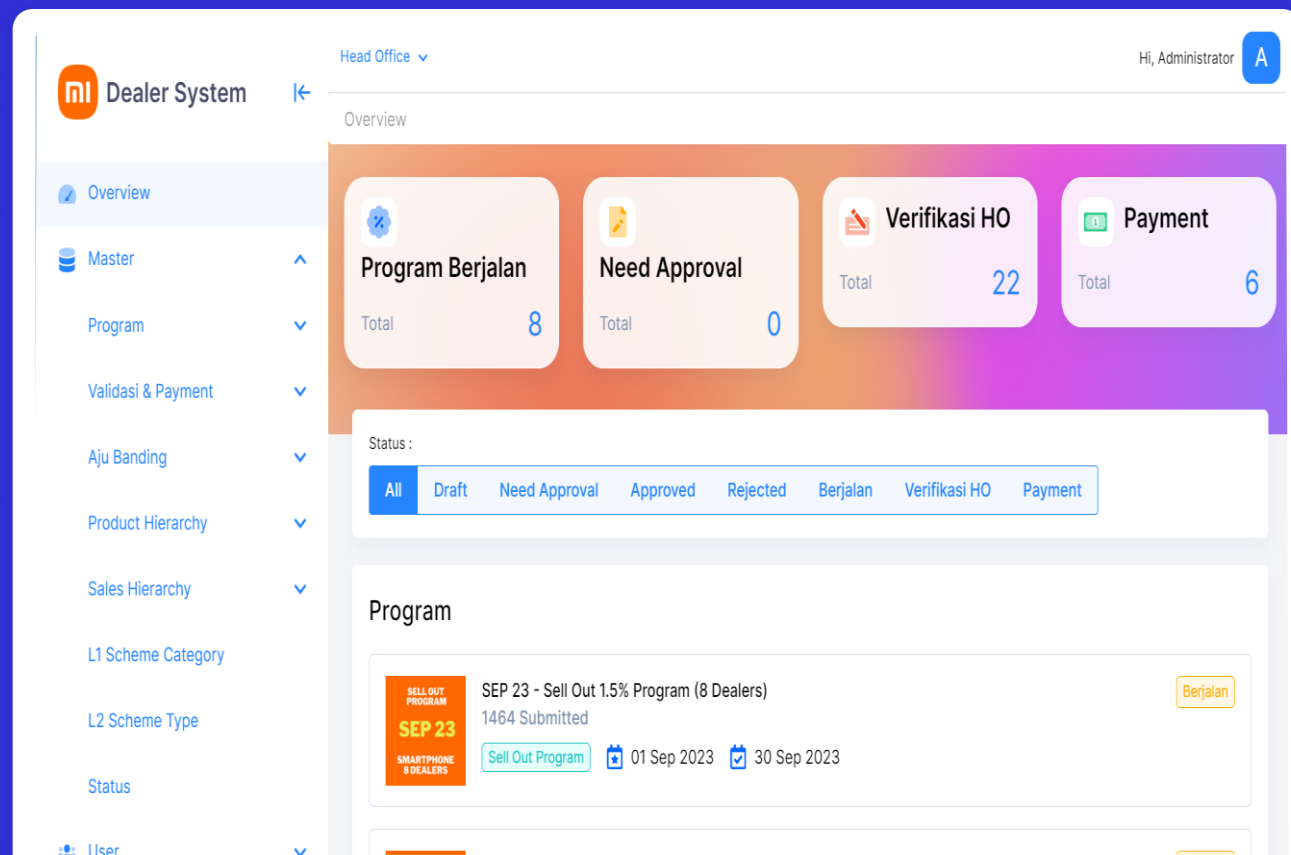 Head Office
Hi, Administrator
A
Dealer System
Overview
Overview
Master
Program
Validasi & Payment
Aju Banding
Product Hierarchy
Sales Hierarchy
L1 Scheme Category
L2 Scheme Type
Status
User
Program Berjalan
Total 8
Need Approval
Total 0
Verifikasi HO
Total 22
Payment
Total 6
Status :
All Draft Need Approval Approved Rejected Berjalan Verifikasi HO Payment
Program
SELL OUT
PROGRAM
SEP 23
SMARTPHONE
8 DEALERS
SEP 23 - Sell Out 1.5% Program (8 Dealers)
Berjalan
1464 Submitted
Sell Out Program 01 Sep 2023 30 Sep 2023